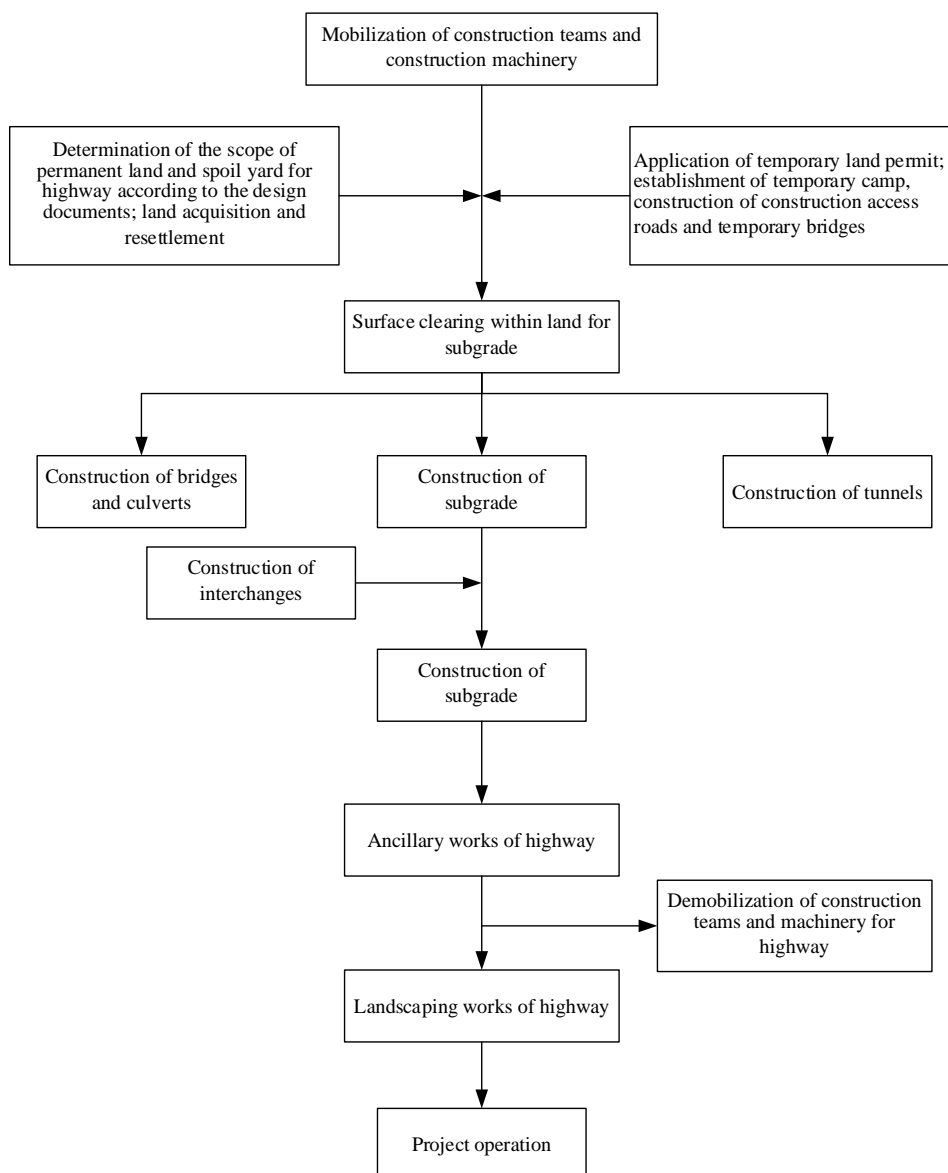 Mobilization of construction teams and
construction machinery
Determination of the scope of
permanent land and spoil yard for
highway according to the design
documents; land acquisition and
resettlement
Application of temporary land permit;
establishment of temporary camp,
construction of construction access
roads and temporary bridges
Surface clearing within land for
subgrade
Construction of bridges
and culverts
Construction of
subgrade
Construction of tunnels
Construction of
interchanges
Construction of
subgrade
Ancillary works of highway
Demobilization of construction
teams and machinery for
highway
Landscaping works of highway
Project operation